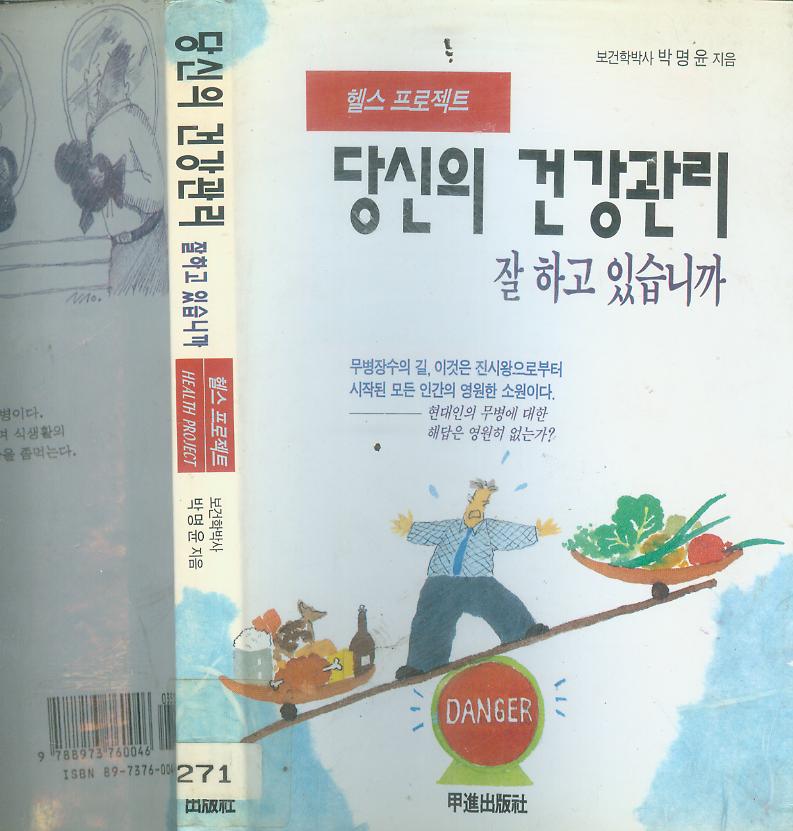 보건학박사 박명윤 지음
헬스 프로젝트
당신의 건강관리
잘 하고 있습니까
무병장수의 길, 이것은 진시왕으로부터
시작된 모든 인간의 영원한 소원이다.
현대인의 무병에 대한
해답은 영원히 없는가?
DANGER
甲進出版社
당신의 건강관리 잘하고 있습니까
헬스 프로젝트
HEALTH PROJECT
보건학박사
박명윤 지음
271
出版社
병이다.
며 식생활의
을 좀먹는다.
9 788973 760046
ISBN 89-7376-004